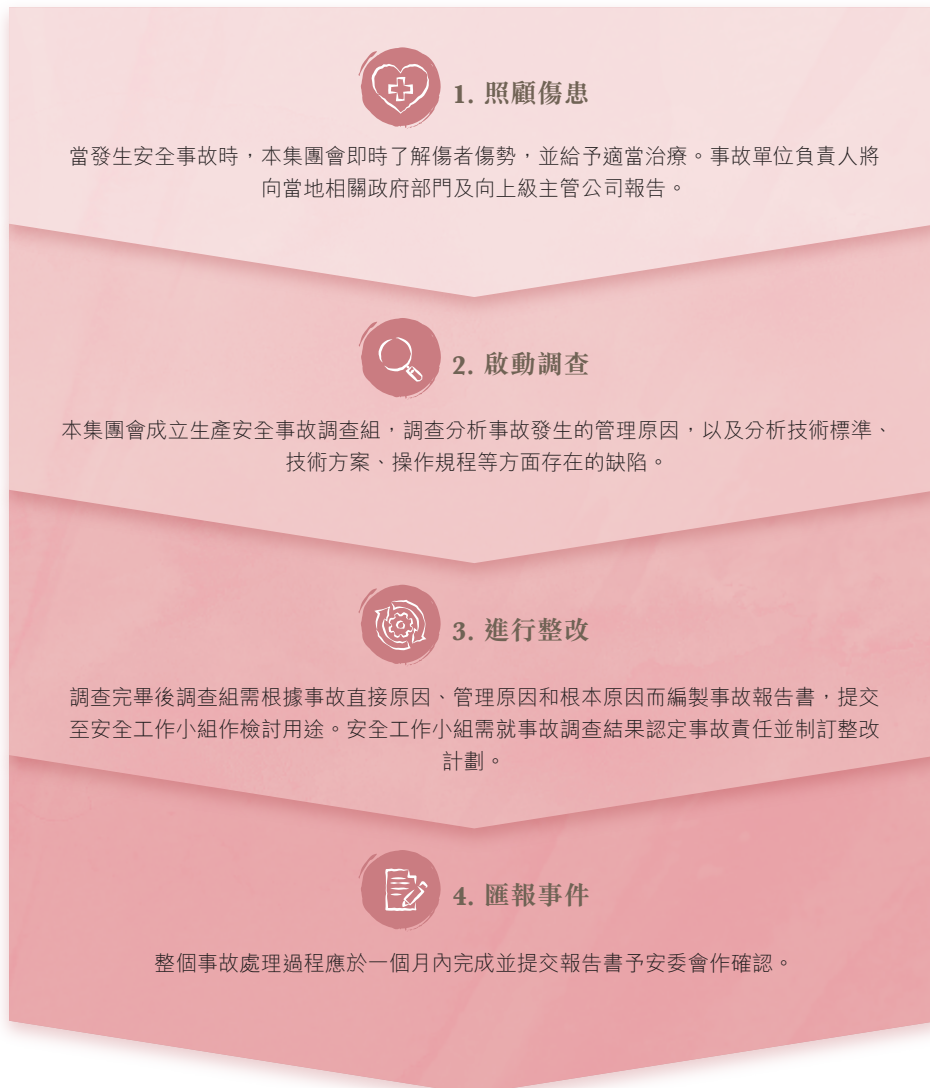 1. 照顧傷患
當發生安全事故時，本集團會即時了解傷者傷勢，並給予適當治療。事故單位負責人將
向當地相關政府部門及向上級主管公司報告。
2. 啟動調查
本集團會成立生產安全事故調查組，調查分析事故發生的管理原因，以及分析技術標準、
技術方案、操作規程等方面存在的缺陷。
3. 進行整改
調查完畢後調查組需根據事故直接原因、管理原因和根本原因而編製事故報告書，提交
至安全工作小組作檢討用途。安全工作小組需就事故調查結果認定事故責任並制訂整改
計劃。
4. 匯報事件
整個事故處理過程應於一個月內完成並提交報告書予安委會作確認。